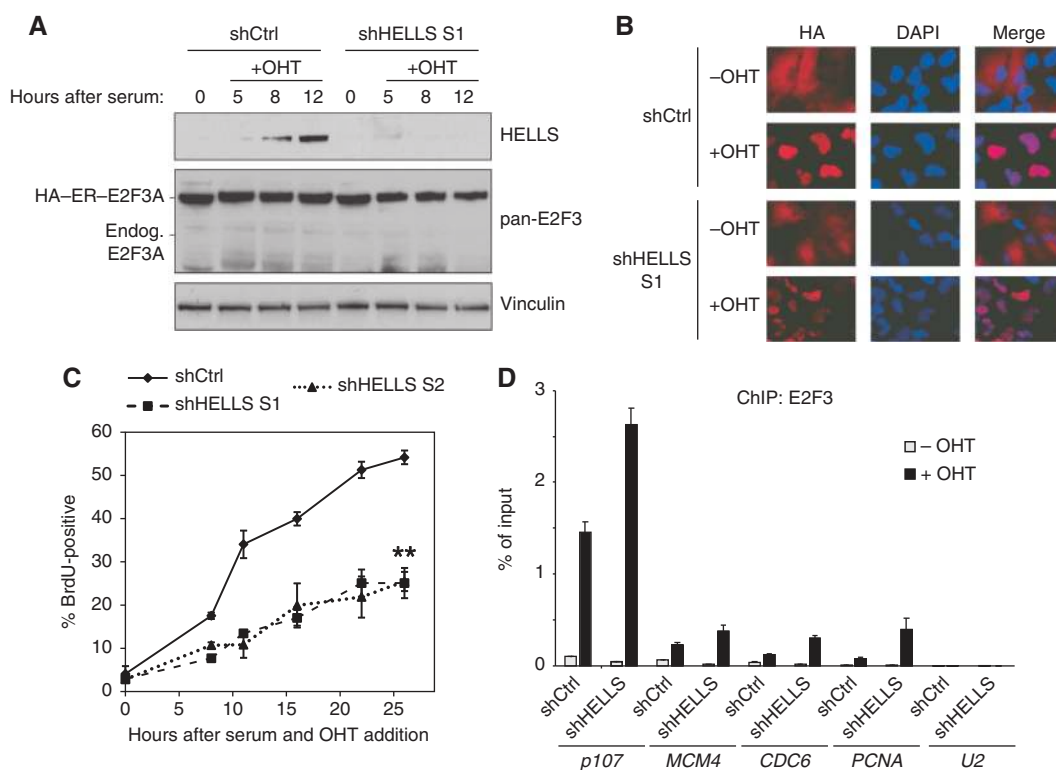 A
shCtrl shHELLS S1
+OHT +OHT
Hours after serum: 0 5 8 12 0 5 8 12
HELLS
HA–ER–E2F3A
pan-E2F3
Endog.
E2F3A
Vinculin
B
HA DAPI Merge
shCtrl
–OHT
+OHT
shHELLS
S1
–OHT
+OHT
C
shCtrl
shHELLS S2
shHELLS S1
60
50
40
30
20
10
0
% BrdU-positive
**
0 5 10 15 20 25
Hours after serum and OHT addition
D
ChIP: E2F3
– OHT
+ OHT
3
2
1
0
% of input
shCtrl shHELLS shCtrl shHELLS shCtrl shHELLS shCtrl shHELLS shCtrl shHELLS
p107 MCM4 CDC6 PCNA U2